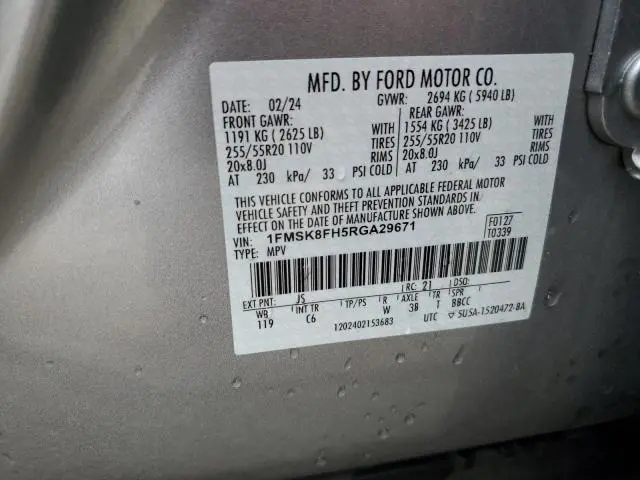 MFD. BY FORD MOTOR CO.
DATE: 02/24 GVWR: 2694 KG ( 5940 LB)
FRONT GAWR: REAR GAWR:
1191 KG ( 2625 LB) WITH 1554 KG ( 3425 LB) WITH
255/55R20 110V TIRES 255/55R20 110V TIRES
20x8.0J RIMS 20x8.0J RIMS
AT 230 kPa/ 33 PSI COLD AT 230 kPa/ 33 PSI COLD
THIS VEHICLE CONFORMS TO ALL APPLICABLE FEDERAL MOTOR
VEHICLE SAFETY AND BUMPER STANDARDS IN EFFECT ON THE
DATE OF MANUFACTURE SHOWN ABOVE.
VIN: 1FMSK8FH5RGA29671 F0127
TYPE: MPV T0339
EXT PNT: JS RC: 21 DSO:
WB INT TR TP/PS R AXLE TR SPR
119 C6 W 3B T BBCC
1202402153683 UTC ▽ SU5A-1520472-BA